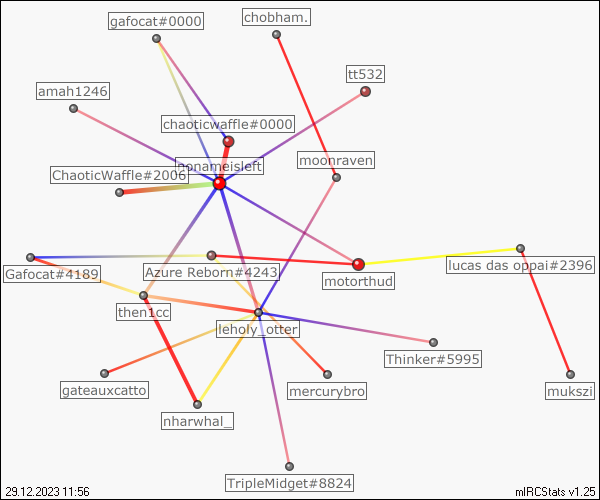 gafocat#0000
chobham.
tt532
amah1246
chaoticwaffle#0000
moonraven
nonameisleft
ChaoticWaffle#2006
Gafocat#4189
Azure Reborn#4243
motorthud
lucas das oppai#2396
then1cc
leholy_otter
Thinker#5995
gateauxcatto
mercurybro
mukszi
nharwhal_
TripleMidget#8824
29.12.2023 11:56
mIRCStats v1.25